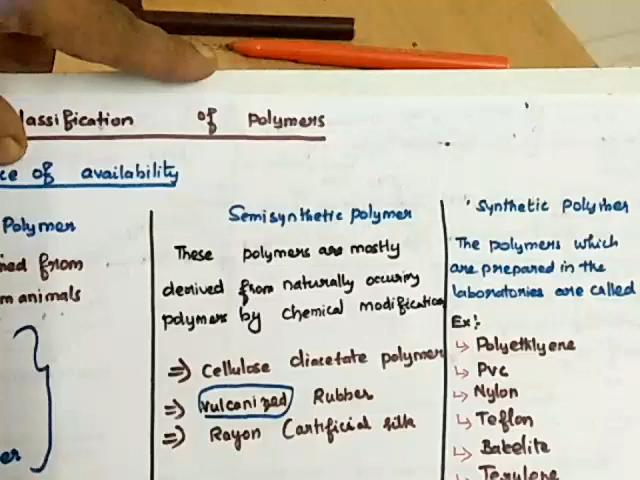 lassification of Polymers
ce of availability
Polymer
ned from
m animals
er
Semisynthetic polymer
These polymers are mostly
derived from naturally occuring
polymers by chemical modification
⇒ Cellulose diacetate polymer
⇒ Vulcanized Rubber
⇒ Rayon (artificial silk
Synthetic Polymer
The polymers which
are prepared in the
laboratories are called
Ex:
↳ Polyethlyene
↳ PVC
↳ Nylon
↳ Teflon
↳ Bakelite
↳ Terylene